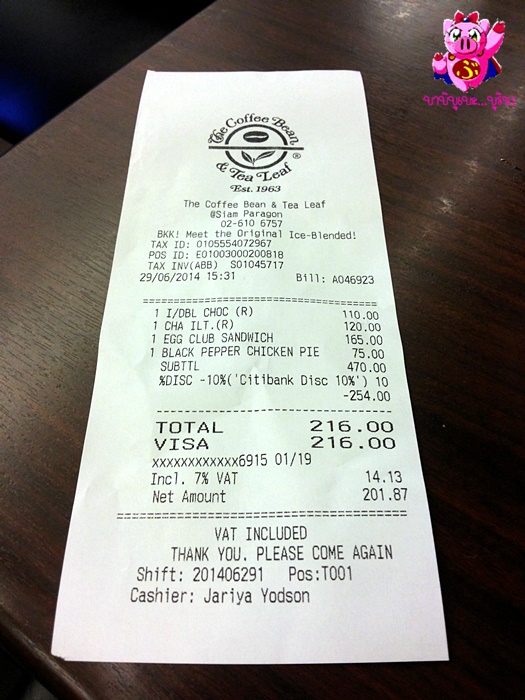 The Coffee Bean
& Tea Leaf
®
Est. 1963
The Coffee Bean & Tea Leaf
@Siam Paragon
02-610 6757
BKK! Meet the Original Ice-Blended!
TAX ID: 0105554072967
POS ID: E01003000200818
TAX INV(ABB) S01045717
29/06/2014 15:31 Bill: A046923
1 I/DBL CHOC (R) 110.00
1 CHA ILT.(R) 120.00
1 EGG CLUB SANDWICH 165.00
1 BLACK PEPPER CHICKEN PIE 75.00
SUBTTL 470.00
%DISC -10%('Citibank Disc 10%') 10
-254.00
TOTAL 216.00
VISA 216.00
xxxxxxxxxxxx6915 01/19
Incl. 7% VAT 14.13
Net Amount 201.87
VAT INCLUDED
THANK YOU. PLEASE COME AGAIN
Shift: 201406291 Pos:T001
Cashier: Jariya Yodson